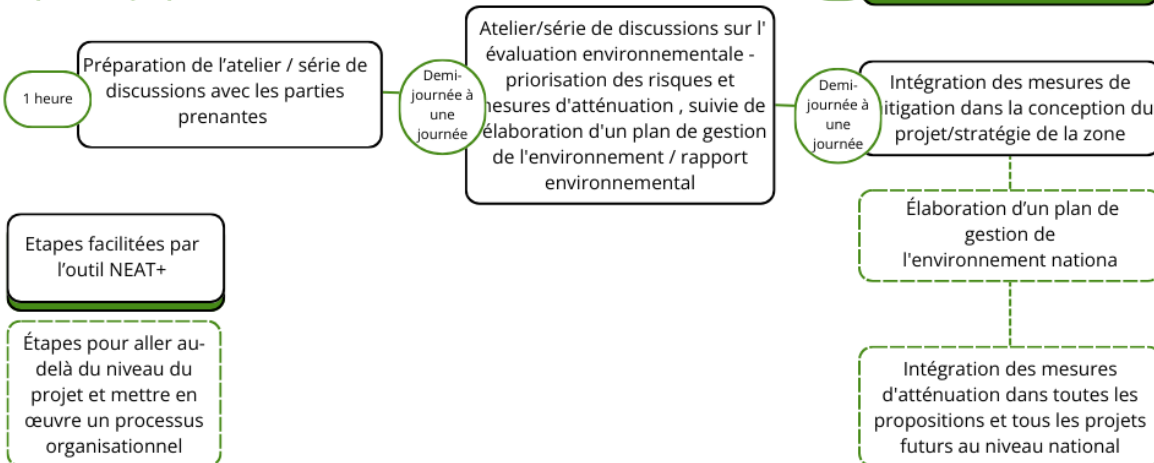 1 heure
Préparation de l’atelier / série de
discussions avec les parties
prenantes
Demi-
journée à
une
journée
Atelier/série de discussions sur l'
évaluation environnementale -
priorisation des risques et
mesures d'atténuation , suivie de
élaboration d'un plan de gestion
de l'environnement / rapport
environnemental
Demi-
journée à
une
journée
Intégration des mesures de
itigation dans la conception du
projet/stratégie de la zone
Élaboration d’un plan de
gestion de
l'environnement nationa
Intégration des mesures
d'atténuation dans toutes les
propositions et tous les projets
futurs au niveau national
Etapes facilitées par
l’outil NEAT+
Étapes pour aller au-
delà du niveau du
projet et mettre en
œuvre un processus
organisationnel